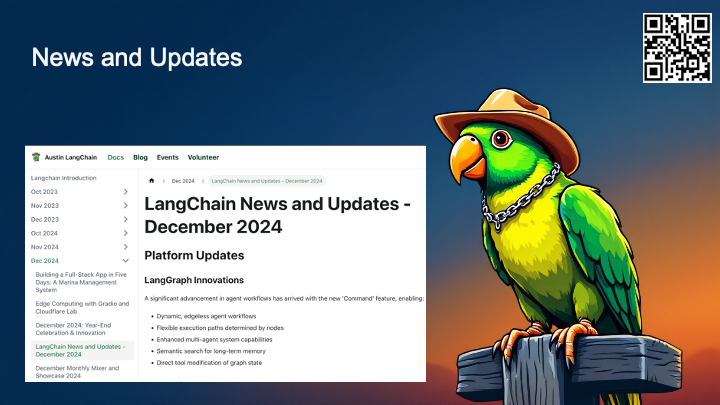 News and Updates
Austin LangChain Docs Blog Events Volunteer
Langchain Introduction
Oct 2023
Nov 2023
Dec 2023
Oct 2024
Nov 2024
Dec 2024
Building a Full-Stack App in Five
Days: A Marina Management
System
Edge Computing with Gradio and
Cloudflare Lab
December 2024: Year-End
Celebration & Innovation
LangChain News and Updates -
December 2024
December Monthly Mixer and
Showcase 2024
Dec 2024 LangChain News and Updates - December 2024
LangChain News and Updates -
December 2024
Platform Updates
LangGraph Innovations
A significant advancement in agent workflows has arrived with the new 'Command' feature, enabling:
• Dynamic, edgeless agent workflows
• Flexible execution paths determined by nodes
• Enhanced multi-agent system capabilities
• Semantic search for long-term memory
• Direct tool modification of graph state